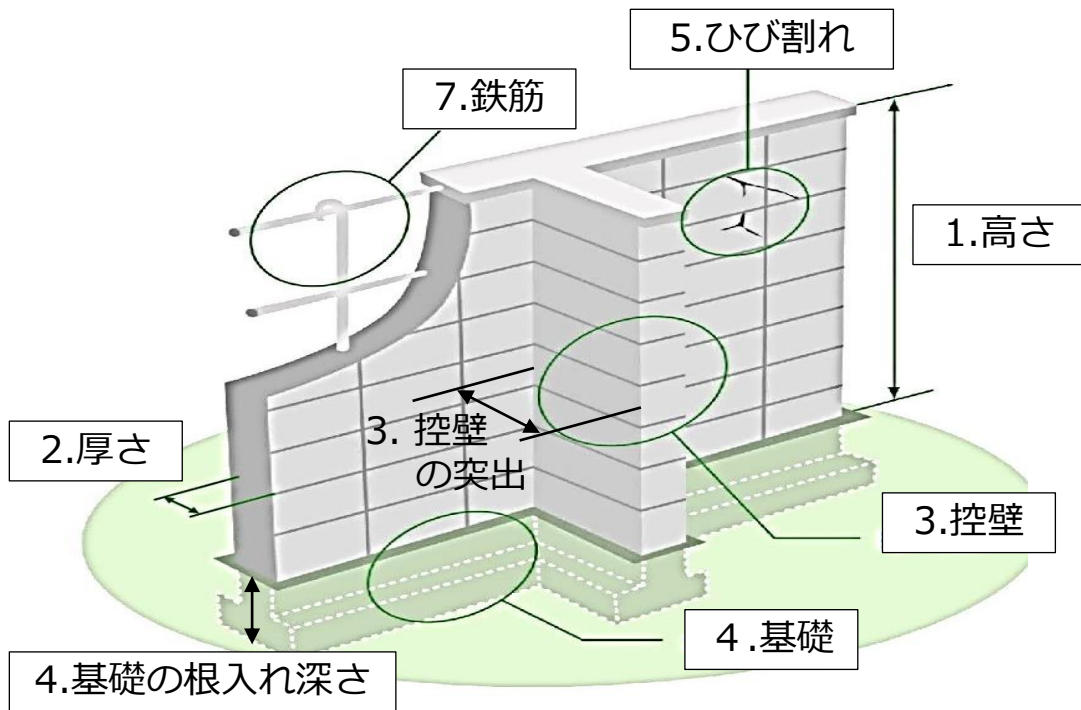 5.ひび割れ
7.鉄筋
1.高さ
2.厚さ
3. 控壁
の突出
3.控壁
４.基礎
4.基礎の根入れ深さ